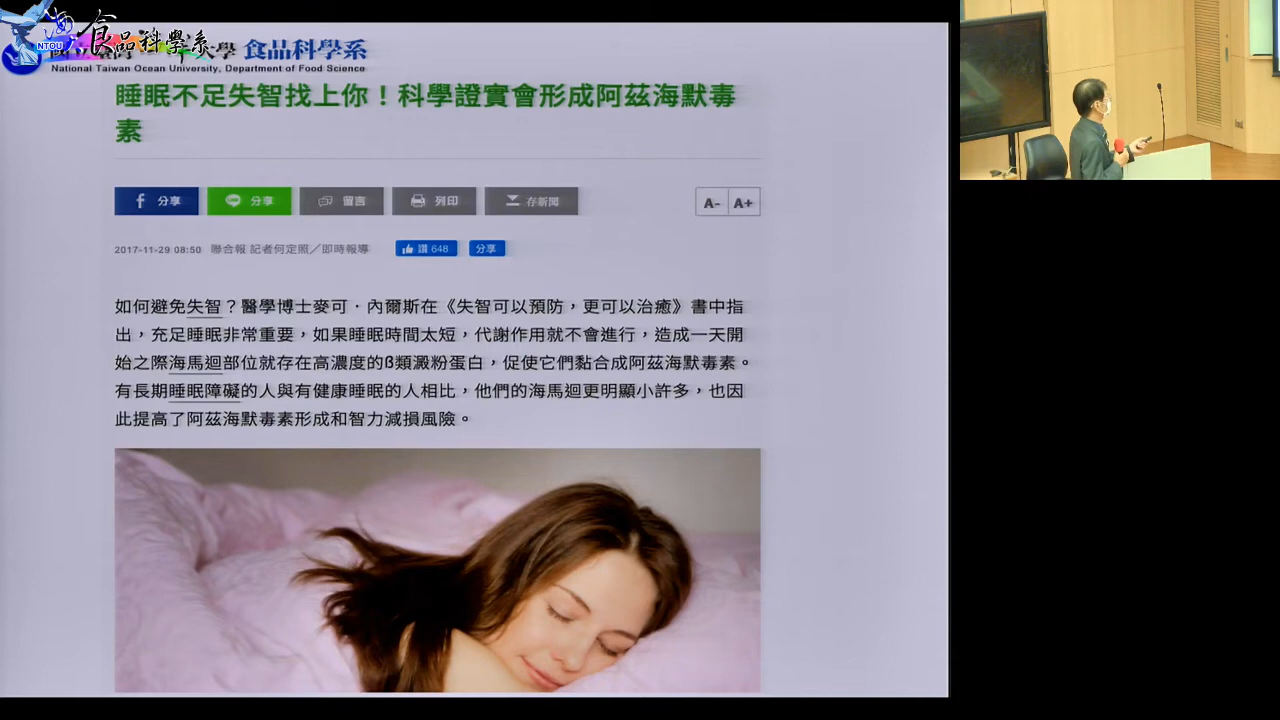 食品科學系
NTOU
學 食品科學系
National Taiwan Ocean University, Department of Food Science
睡眠不足失智找上你！科學證實會形成阿茲海默毒
素
分享
分享
留言
列印
存新聞
A-
A+
2017-11-29 08:50 聯合報 記者何定照／即時報導
讚 648
分享
如何避免失智？醫學博士麥可．內爾斯在《失智可以預防，更可以治癒》書中指
出，充足睡眠非常重要，如果睡眠時間太短，代謝作用就不會進行，造成一天開
始之際海馬迴部位就存在高濃度的ß類澱粉蛋白，促使它們黏合成阿茲海默毒素。
有長期睡眠障礙的人與有健康睡眠的人相比，他們的海馬迴更明顯小許多，也因
此提高了阿茲海默毒素形成和智力減損風險。